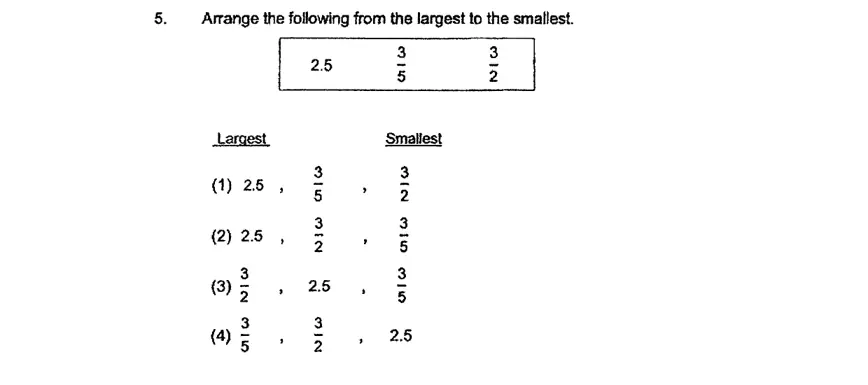 5. Arrange the following from the largest to the smallest.
2.5 3/5 3/2
Largest Smallest
(1) 2.5 , 3/5 , 3/2
(2) 2.5 , 3/2 , 3/5
(3) 3/2 , 2.5 , 3/5
(4) 3/5 , 3/2 , 2.5